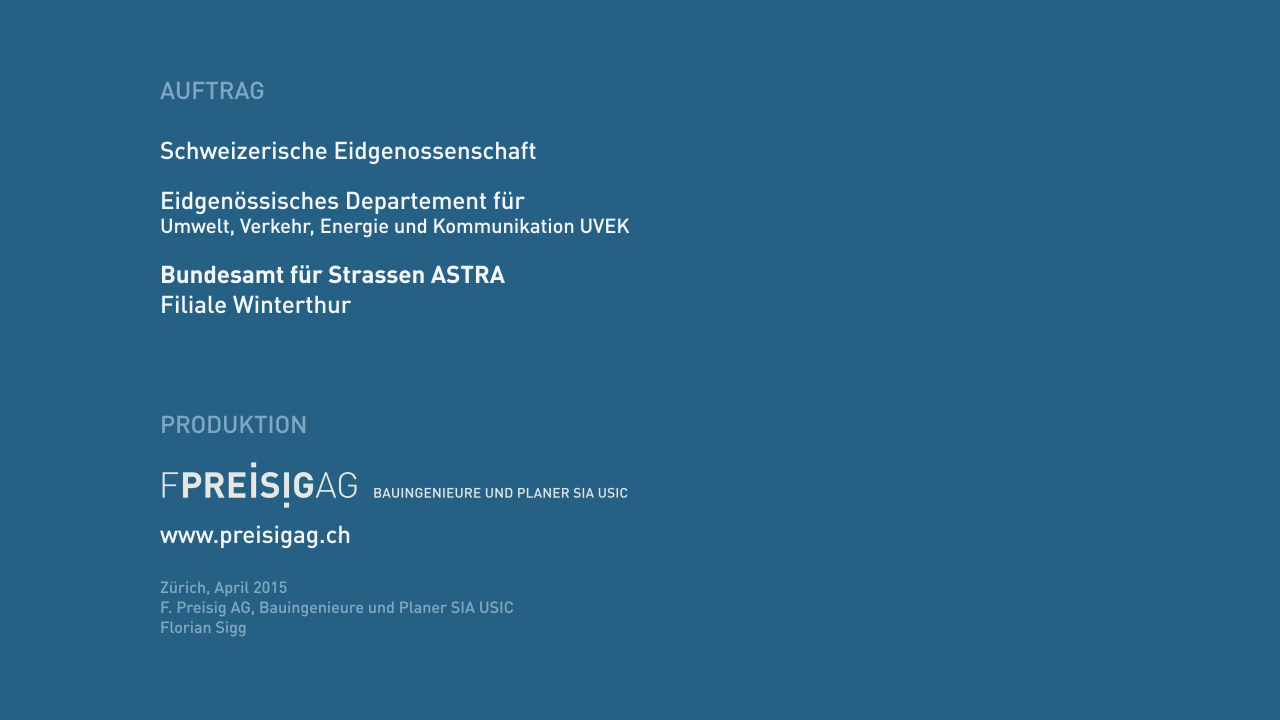 AUFTRAG
Schweizerische Eidgenossenschaft
Eidgenössisches Departement für
Umwelt, Verkehr, Energie und Kommunikation UVEK
Bundesamt für Strassen ASTRA
Filiale Winterthur
PRODUKTION
FPREISIGAG BAUINGENIEURE UND PLANER SIA USIC
www.preisigag.ch
Zürich, April 2015
F. Preisig AG, Bauingenieure und Planer SIA USIC
Florian Sigg